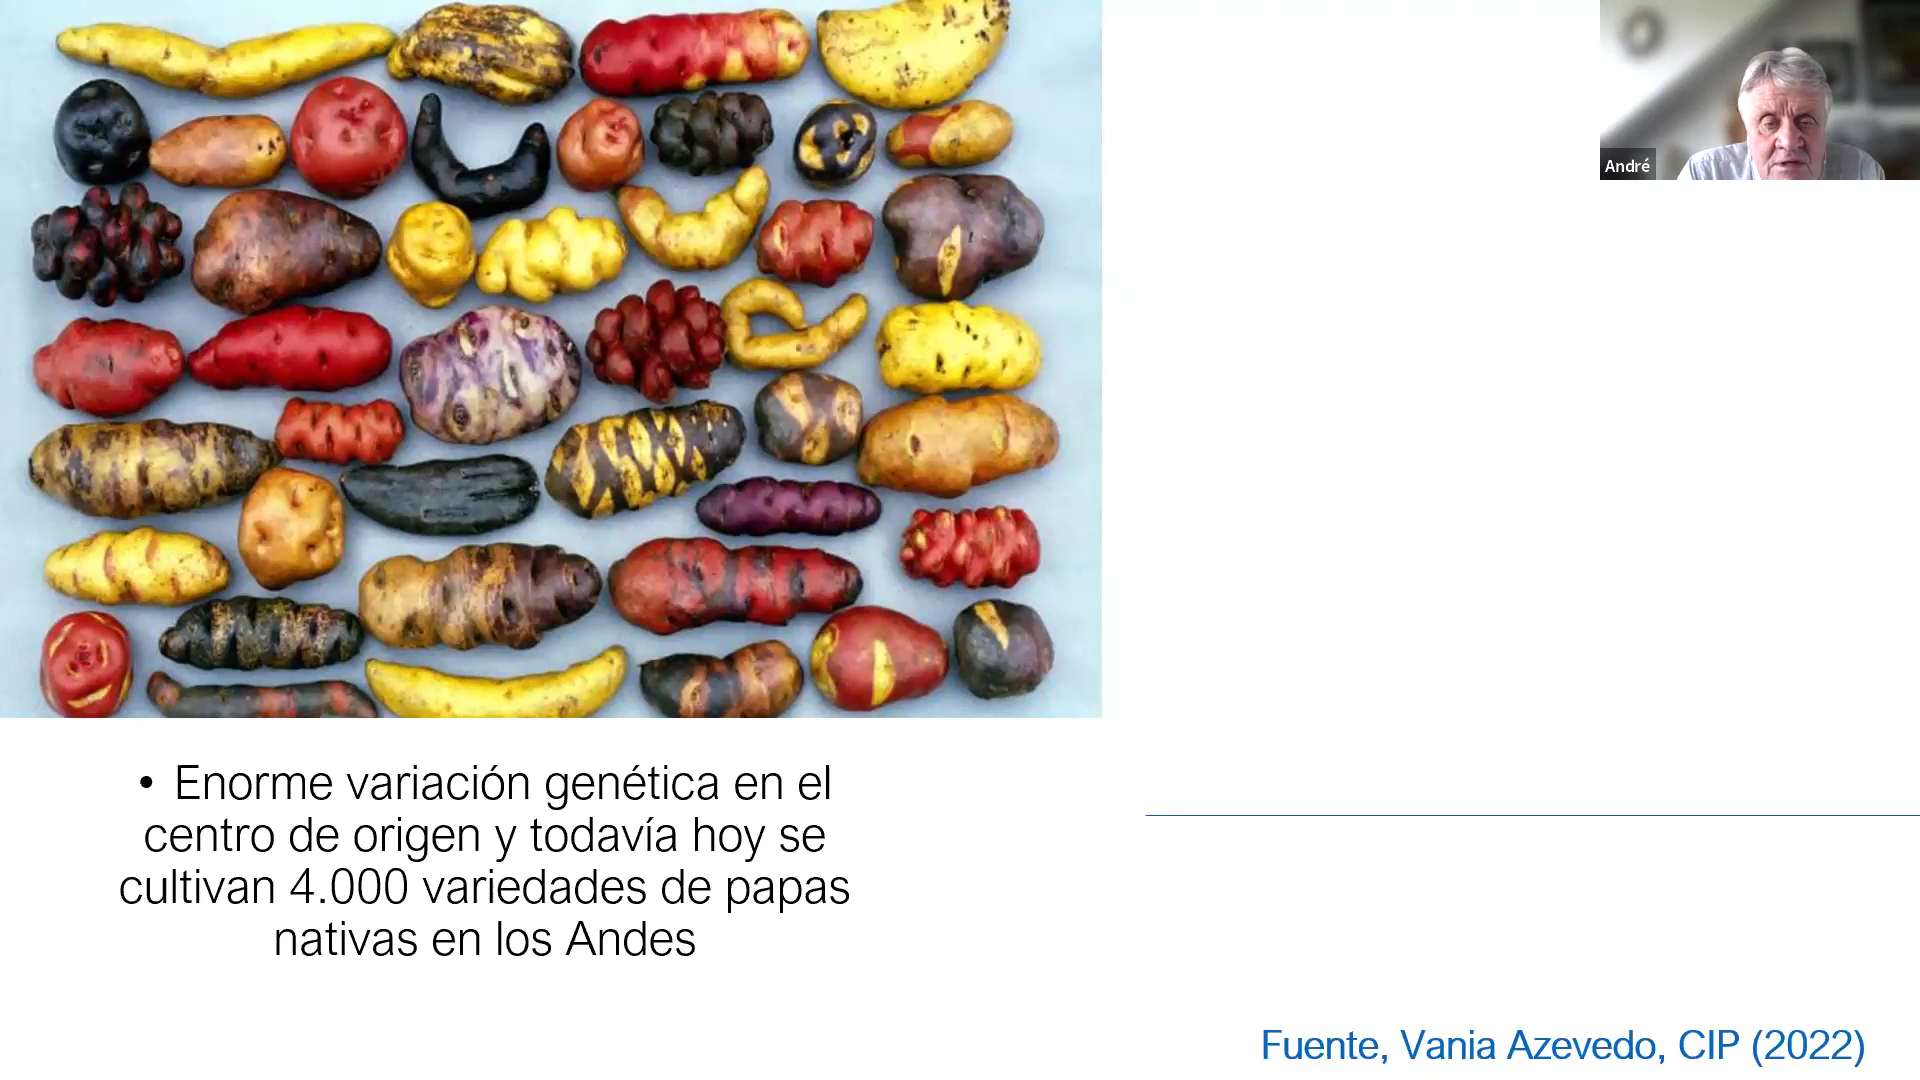 André
• Enorme variación genética en el
centro de origen y todavía hoy se
cultivan 4.000 variedades de papas
nativas en los Andes
Fuente, Vania Azevedo, CIP (2022)